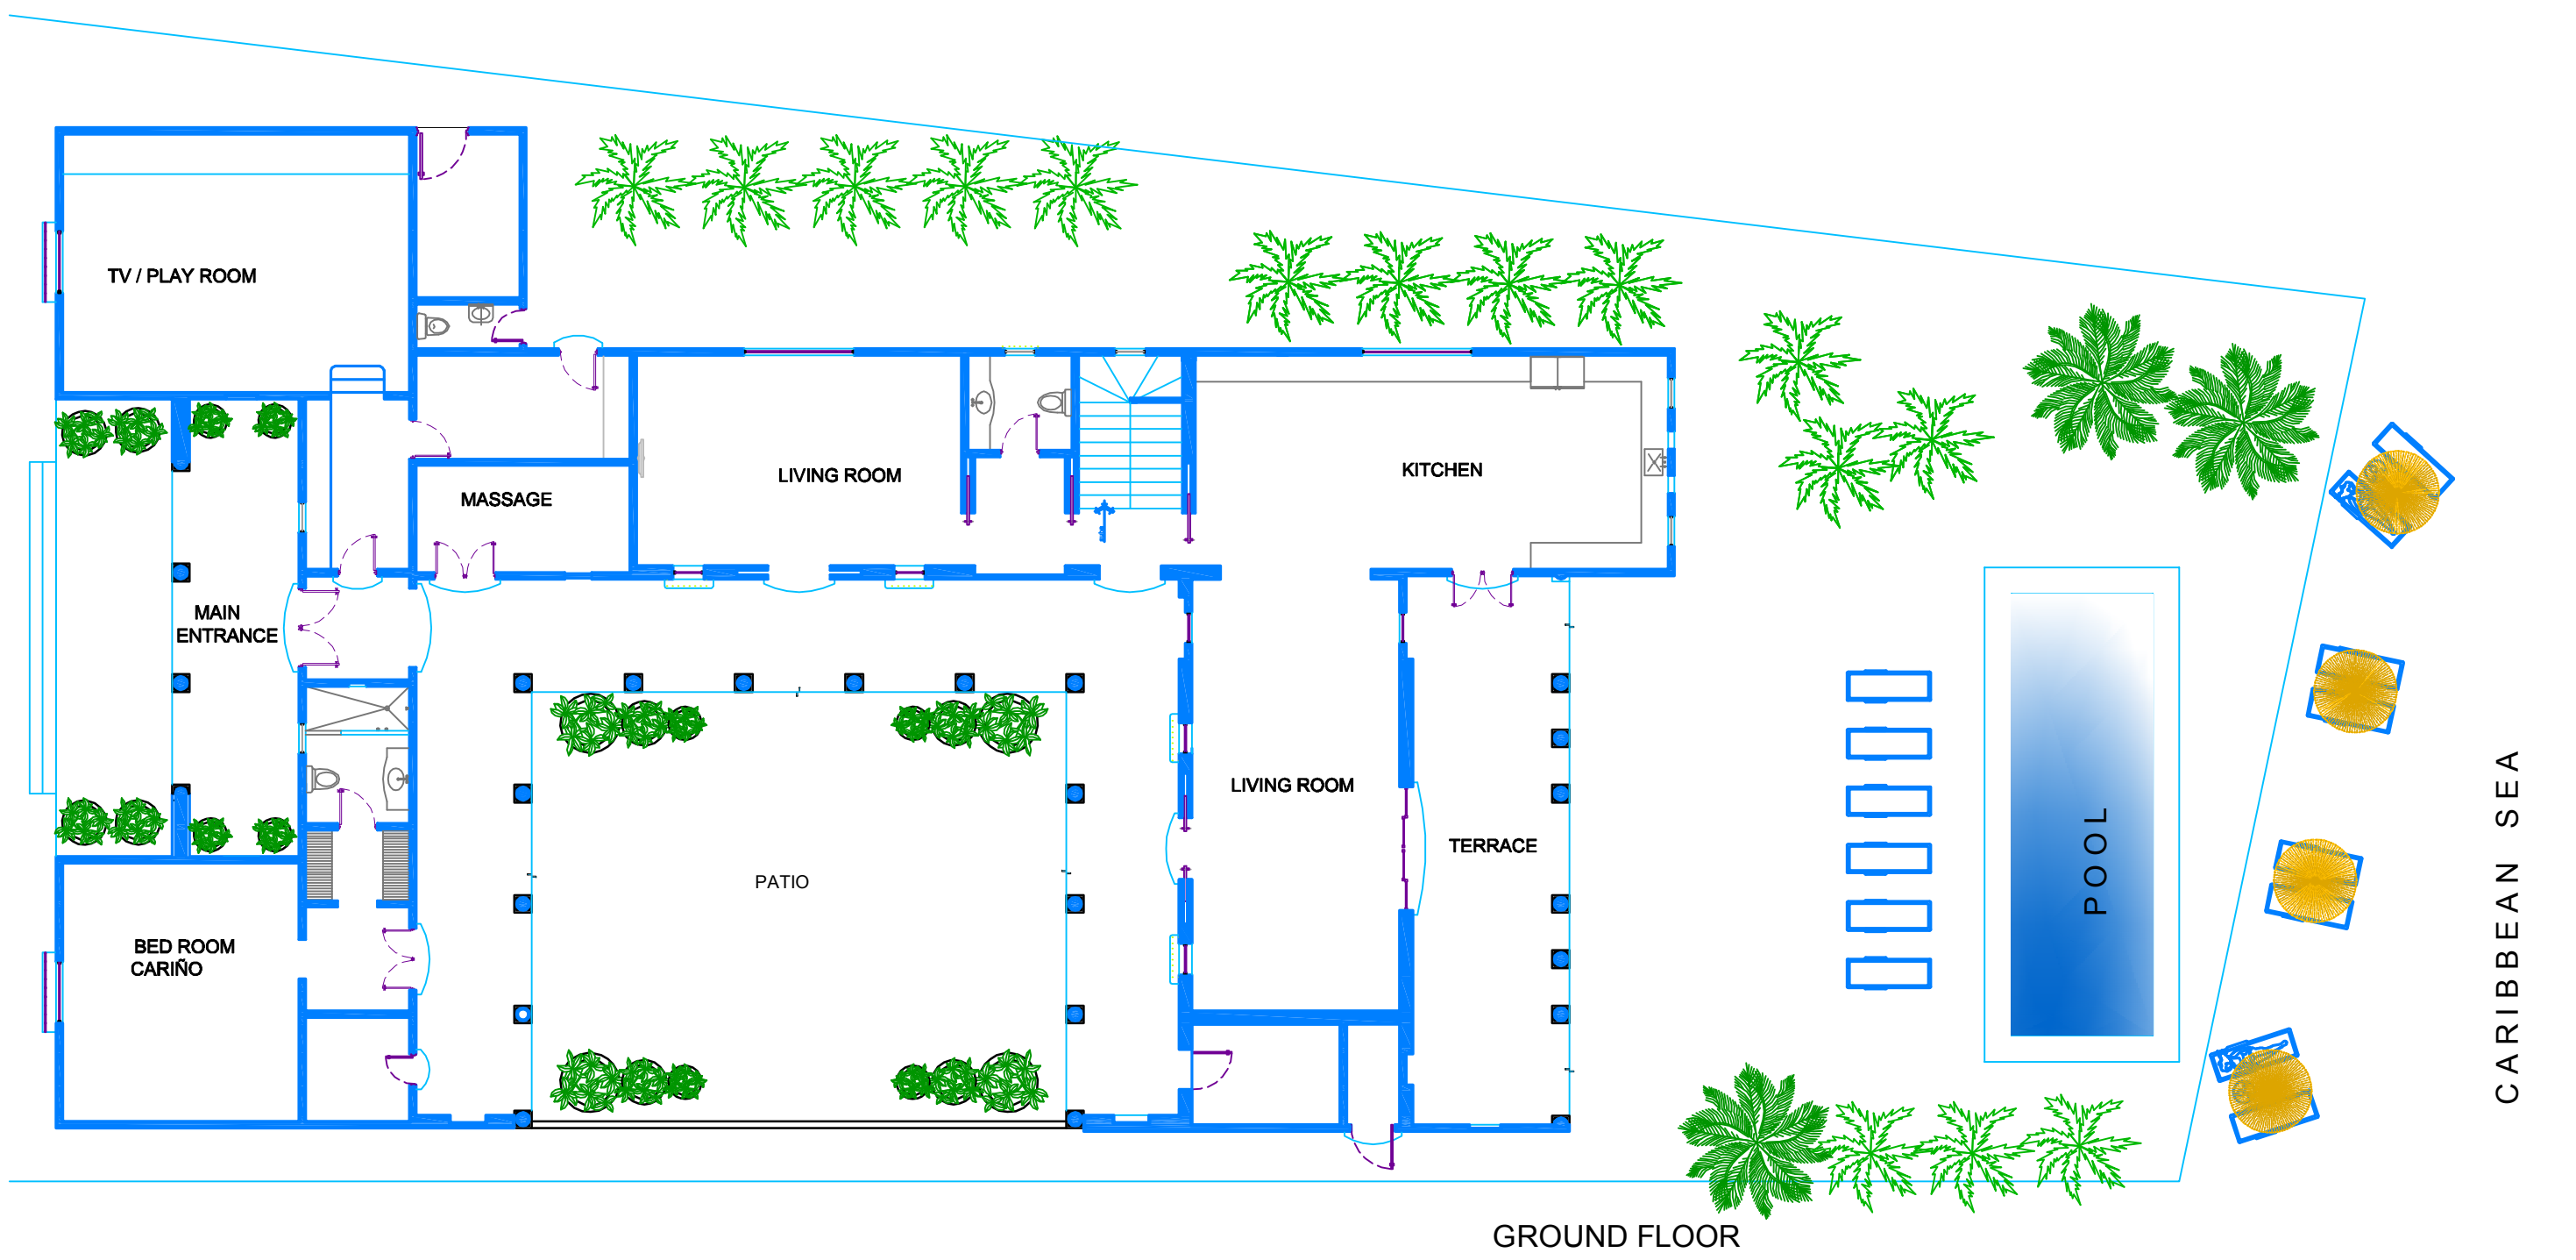 TV / PLAY ROOM
MASSAGE
LIVING ROOM
KITCHEN
MAIN
ENTRANCE
LIVING ROOM
TERRACE
PATIO
BED ROOM
CARIÑO
POOL
CARIBBEAN SEA
GROUND FLOOR